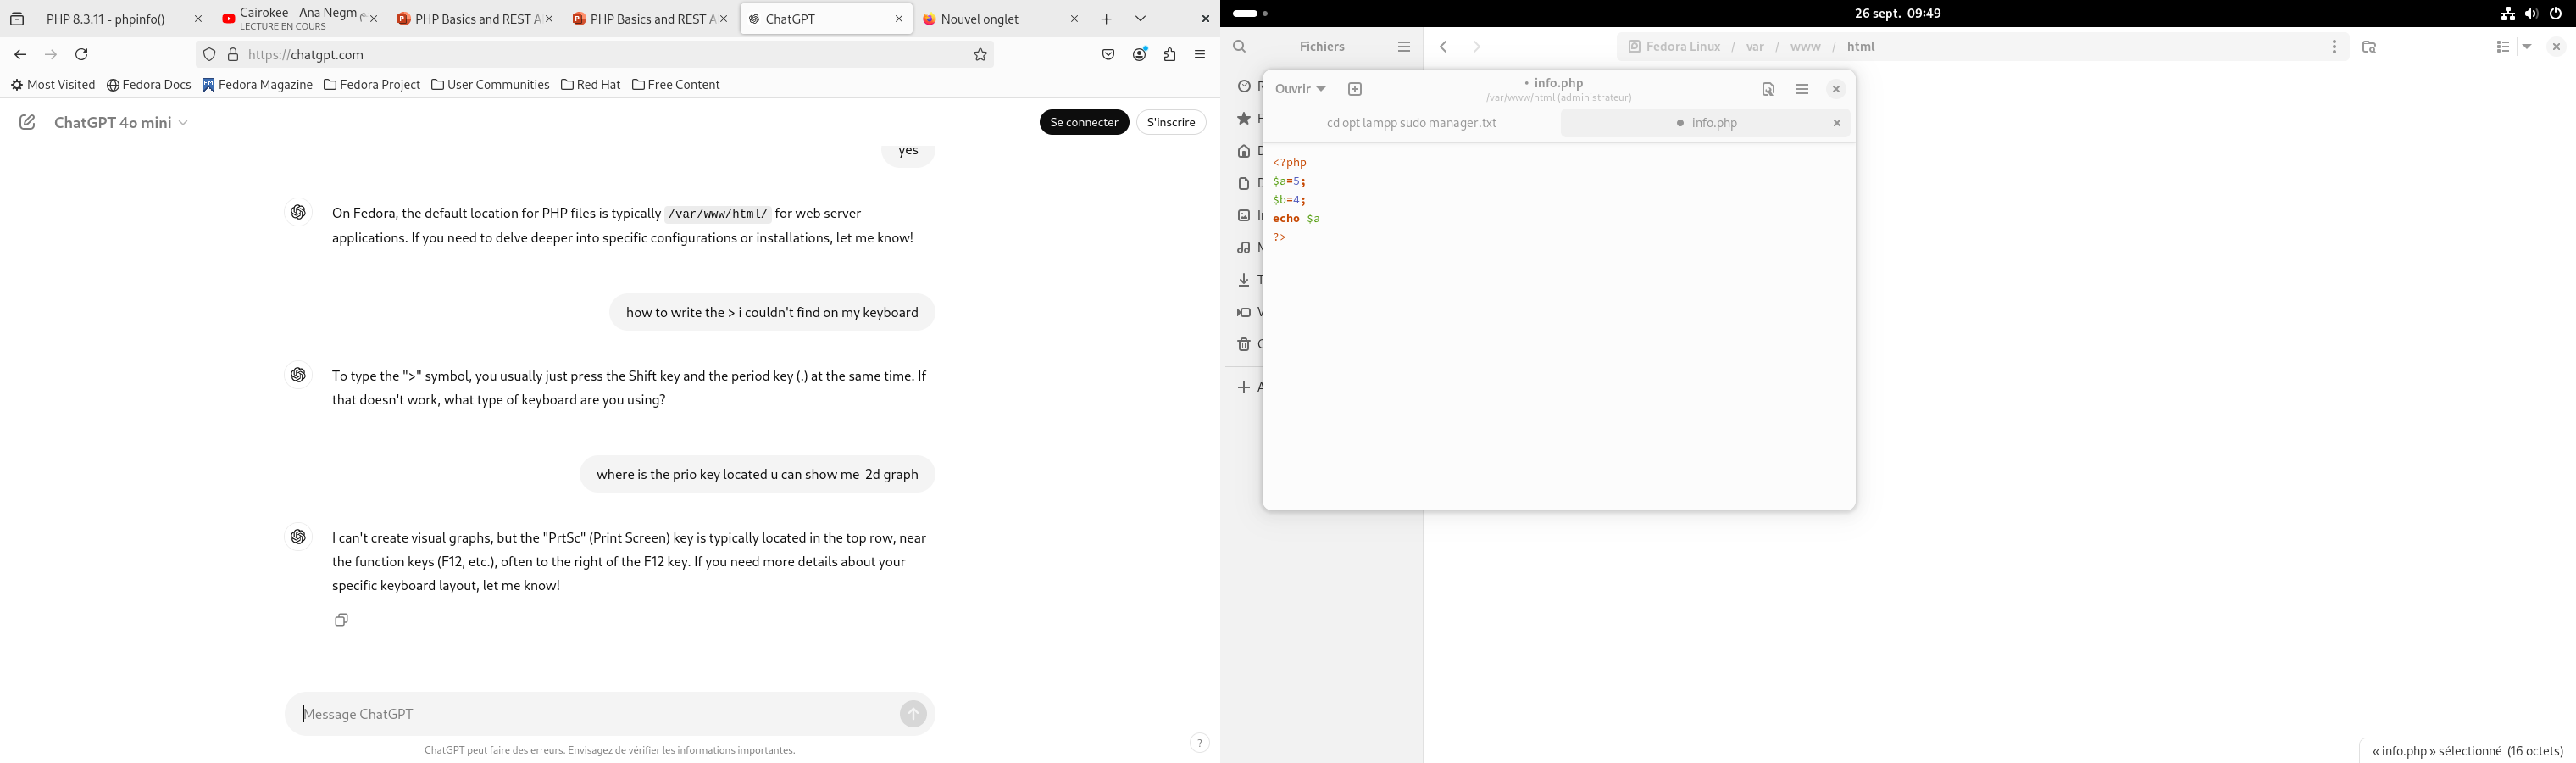 PHP 8.3.11 - phpinfo()
Cairokee - Ana Negm
LECTURE EN COURS
PHP Basics and REST A
PHP Basics and REST A
ChatGPT
Nouvel onglet
https://chatgpt.com
Most Visited
Fedora Docs
Fedora Magazine
Fedora Project
User Communities
Red Hat
Free Content
ChatGPT 4o mini
Se connecter
S'inscrire
yes
On Fedora, the default location for PHP files is typically /var/www/html/ for web server
applications. If you need to delve deeper into specific configurations or installations, let me know!
how to write the > i couldn't find on my keyboard
To type the ">" symbol, you usually just press the Shift key and the period key (.) at the same time. If
that doesn't work, what type of keyboard are you using?
where is the prio key located u can show me  2d graph
I can't create visual graphs, but the "PrtSc" (Print Screen) key is typically located in the top row, near
the function keys (F12, etc.), often to the right of the F12 key. If you need more details about your
specific keyboard layout, let me know!
Message ChatGPT
ChatGPT peut faire des erreurs. Envisagez de vérifier les informations importantes.
?
26 sept. 09:49
Fichiers
Fedora Linux / var / www / html
Ouvrir
• info.php
/var/www/html (administrateur)
cd opt lampp sudo manager.txt
info.php
<?php
$a=5;
$b=4;
echo $a
?>
« info.php » sélectionné (16 octets)